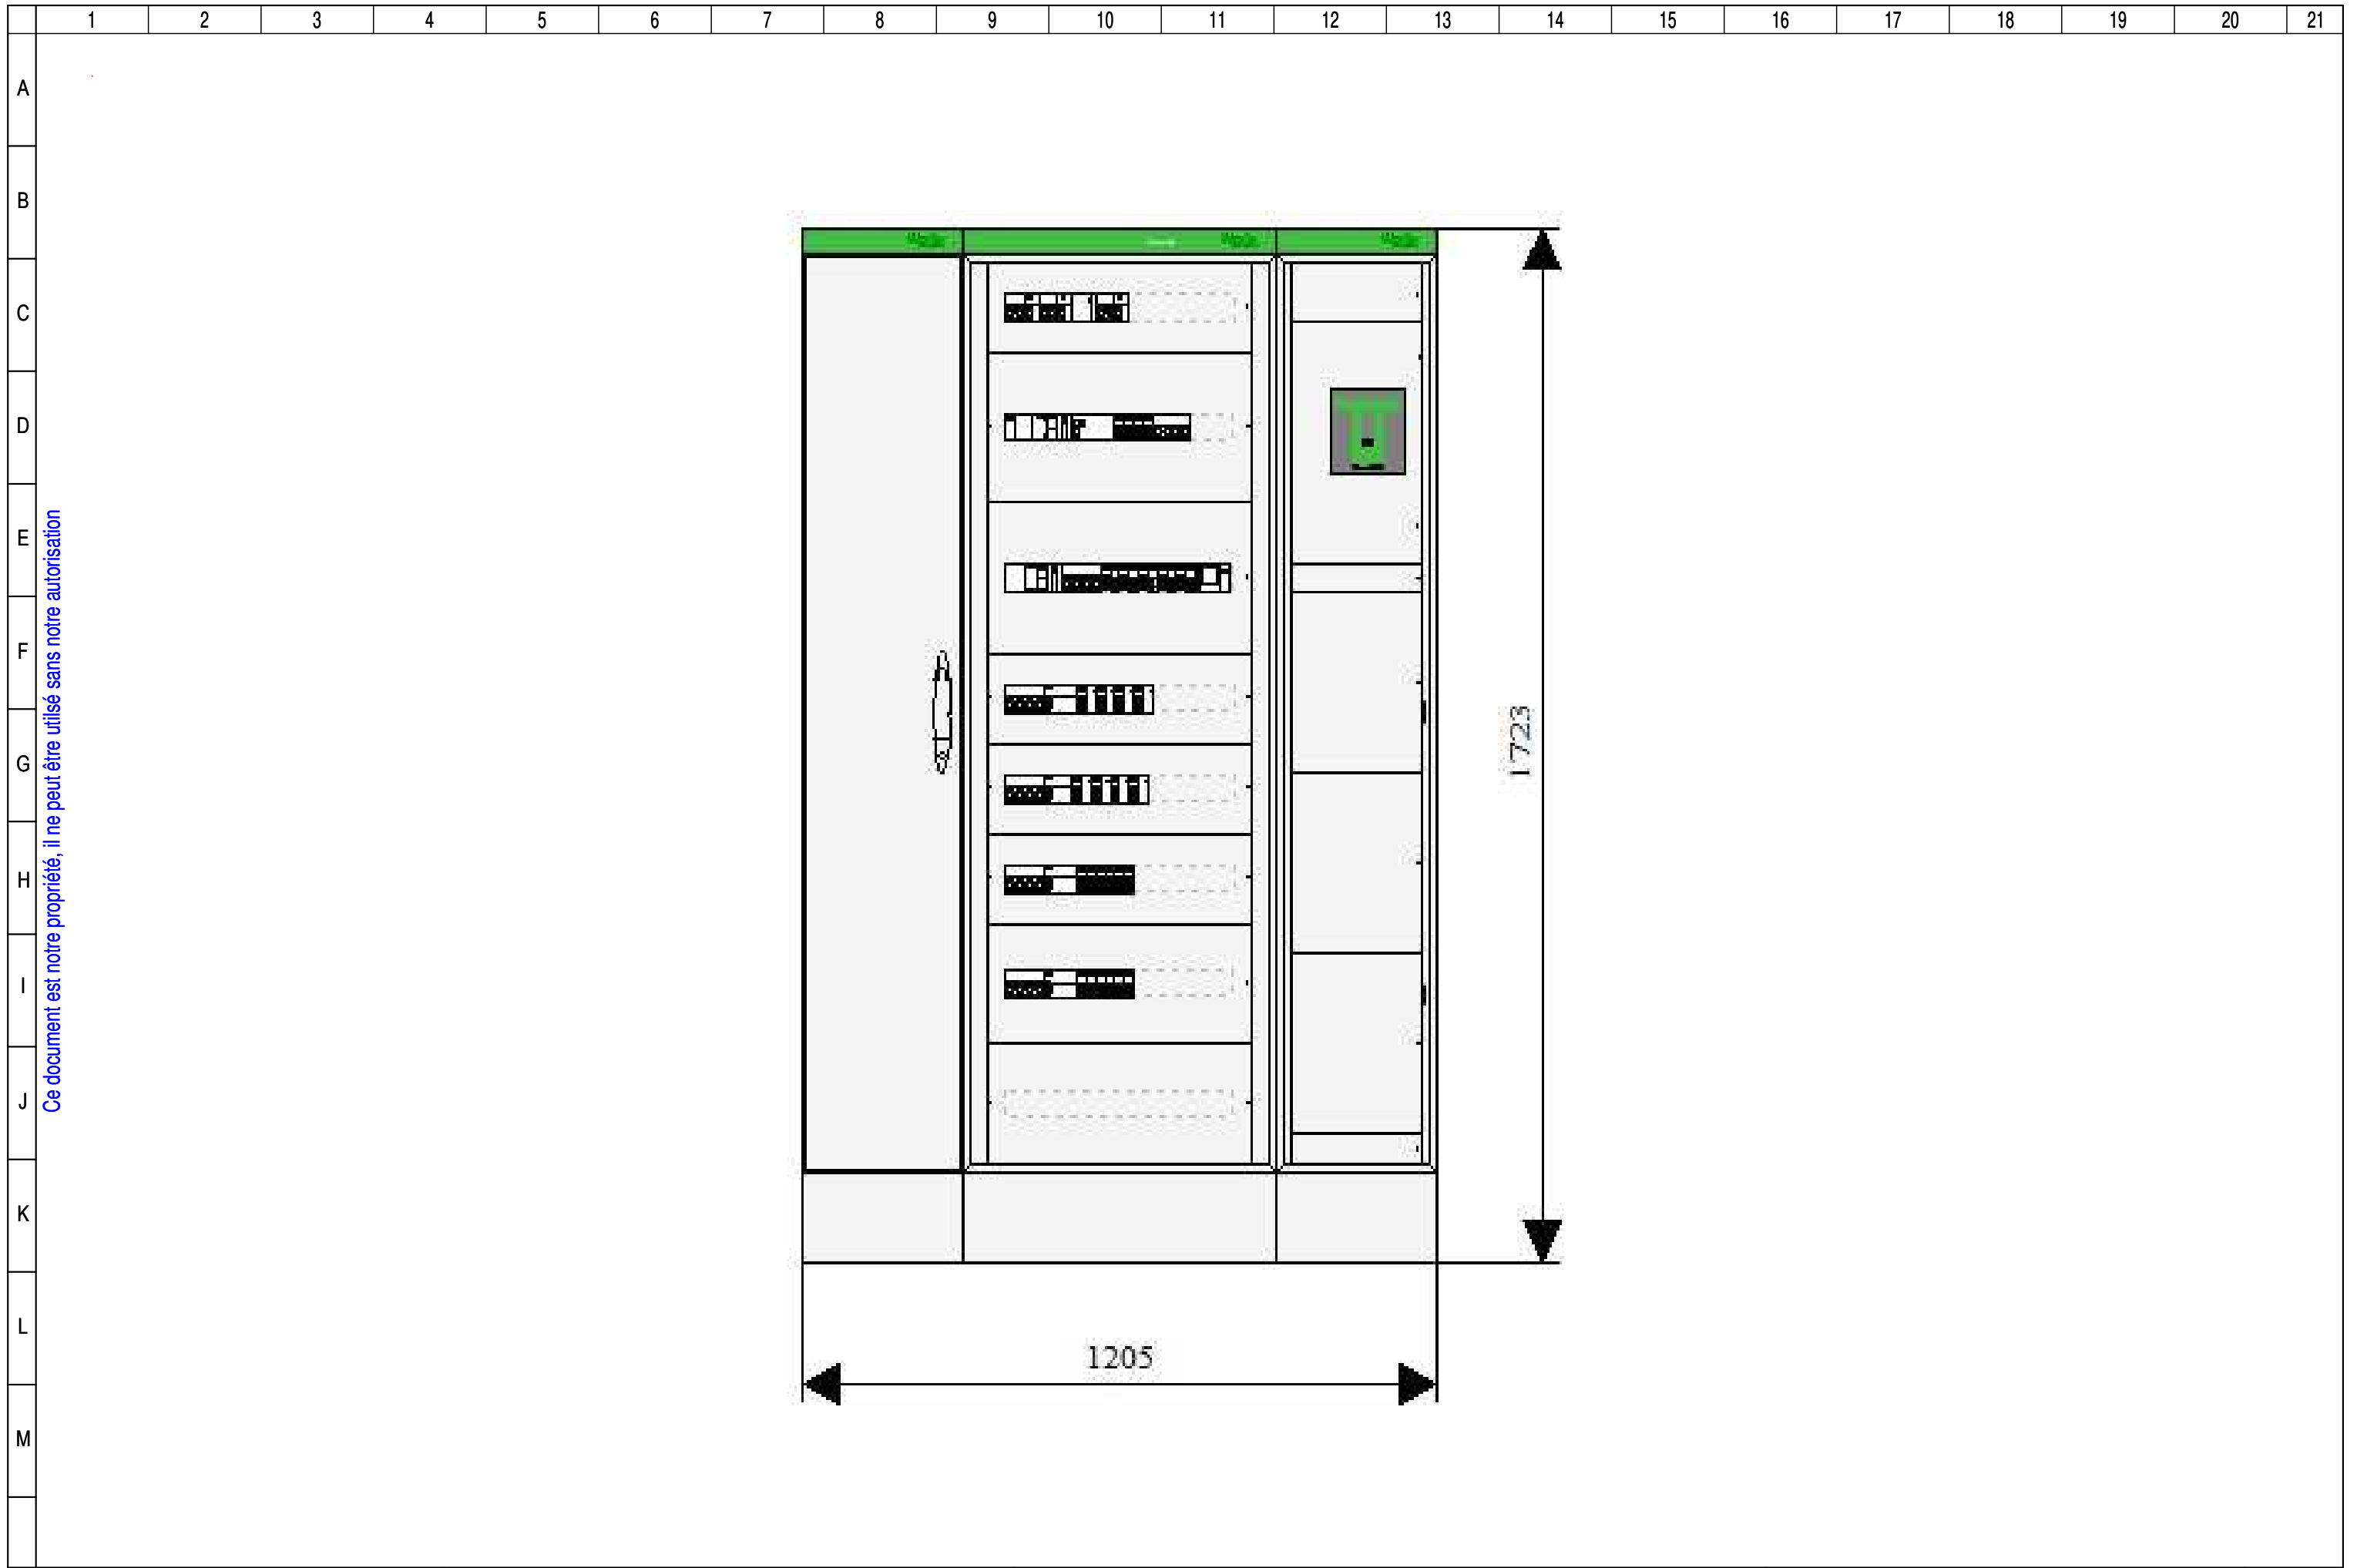 1 2 3 4 5 6 7 8 9 10 11 12 13 14 15 16 17 18 19 20 21
A
B
C
D
E
F
G
H
I
J
K
L
M
Ce document est notre propriété, il ne peut être utilsé sans notre autorisation
1723
1205